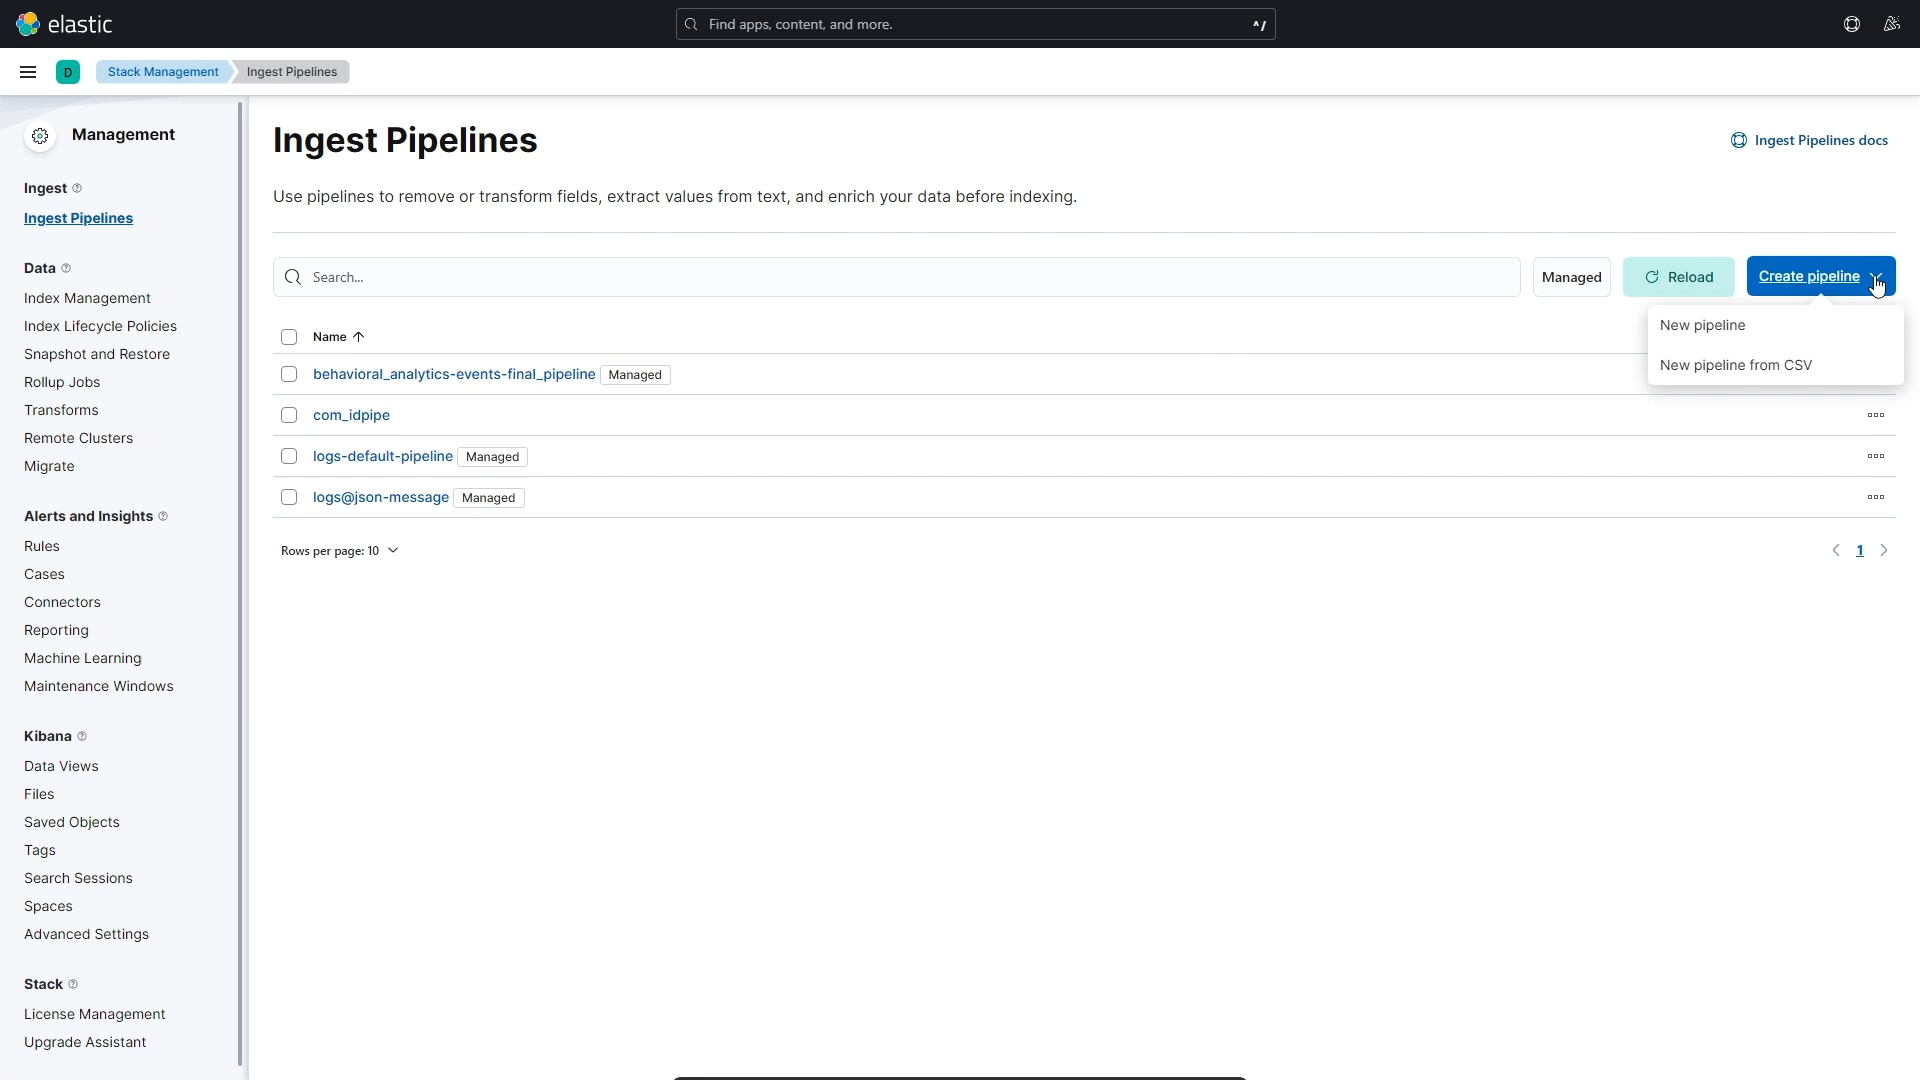 elastic
Find apps, content, and more.
^/
D
Stack Management
Ingest Pipelines
Management
Ingest
Ingest Pipelines
Data
Index Management
Index Lifecycle Policies
Snapshot and Restore
Rollup Jobs
Transforms
Remote Clusters
Migrate
Alerts and Insights
Rules
Cases
Connectors
Reporting
Machine Learning
Maintenance Windows
Kibana
Data Views
Files
Saved Objects
Tags
Search Sessions
Spaces
Advanced Settings
Stack
License Management
Upgrade Assistant
Ingest Pipelines
Ingest Pipelines docs
Use pipelines to remove or transform fields, extract values from text, and enrich your data before indexing.
Search...
Managed
Reload
Create pipeline
New pipeline
New pipeline from CSV
Name
behavioral_analytics-events-final_pipeline Managed
com_idpipe
logs-default-pipeline Managed
logs@json-message Managed
Rows per page: 10
1